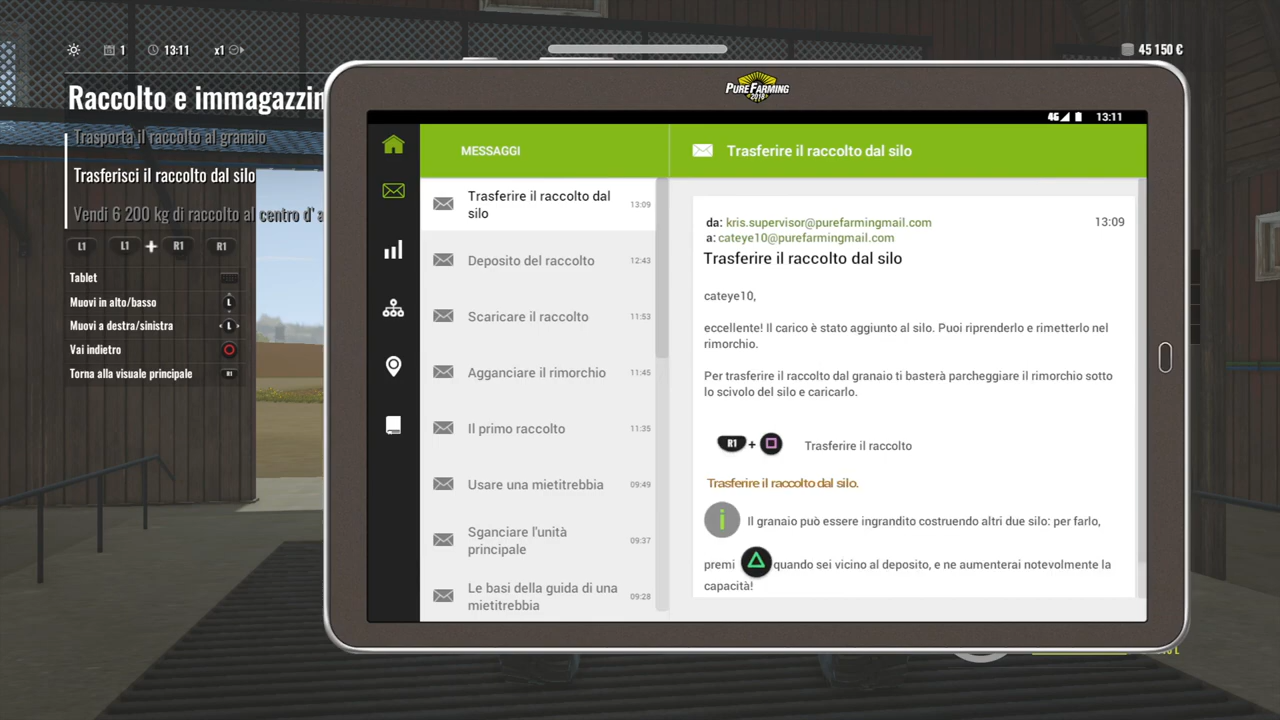 1
13:11
x1
45 150 €
Raccolto e immagazzin
Trasporta il raccolto al granaio
Trasferisci il raccolto dal silo
Vendi 6 200 kg di raccolto al centro d' a
L1
L1 + R1
R1
Tablet
Muovi in alto/basso
L
Muovi a destra/sinistra
L
Vai indietro
Torna alla visuale principale
R1
PURE FARMING
2018
4G
13:11
MESSAGGI
Trasferire il raccolto dal silo
13:09
Deposito del raccolto
12:43
Scaricare il raccolto
11:53
Agganciare il rimorchio
11:45
Il primo raccolto
11:35
Usare una mietitrebbia
09:49
Sganciare l'unità
principale
09:37
Le basi della guida di una
mietitrebbia
09:28
Trasferire il raccolto dal silo
da: kris.supervisor@purefarmingmail.com
13:09
a: cateye10@purefarmingmail.com
Trasferire il raccolto dal silo
cateye10,
eccellente! Il carico è stato aggiunto al silo. Puoi riprenderlo e rimetterlo nel
rimorchio.
Per trasferire il raccolto dal granaio ti basterà parcheggiare il rimorchio sotto
lo scivolo del silo e caricarlo.
R1 +
Trasferire il raccolto
Trasferire il raccolto dal silo.
i
Il granaio può essere ingrandito costruendo altri due silo: per farlo,
premi quando sei vicino al deposito, e ne aumenterai notevolmente la
capacità!
L